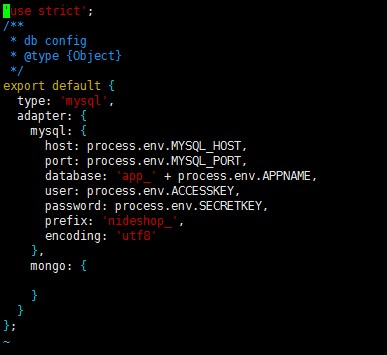 'use strict';
/**
 * db config
 * @type {Object}
 */
export default {
  type: 'mysql',
  adapter: {
    mysql: {
      host: process.env.MYSQL_HOST,
      port: process.env.MYSQL_PORT,
      database: 'app_' + process.env.APPNAME,
      user: process.env.ACCESSKEY,
      password: process.env.SECRETKEY,
      prefix: 'nideshop_',
      encoding: 'utf8'
    },
    mongo: {

    }
  }
};
~